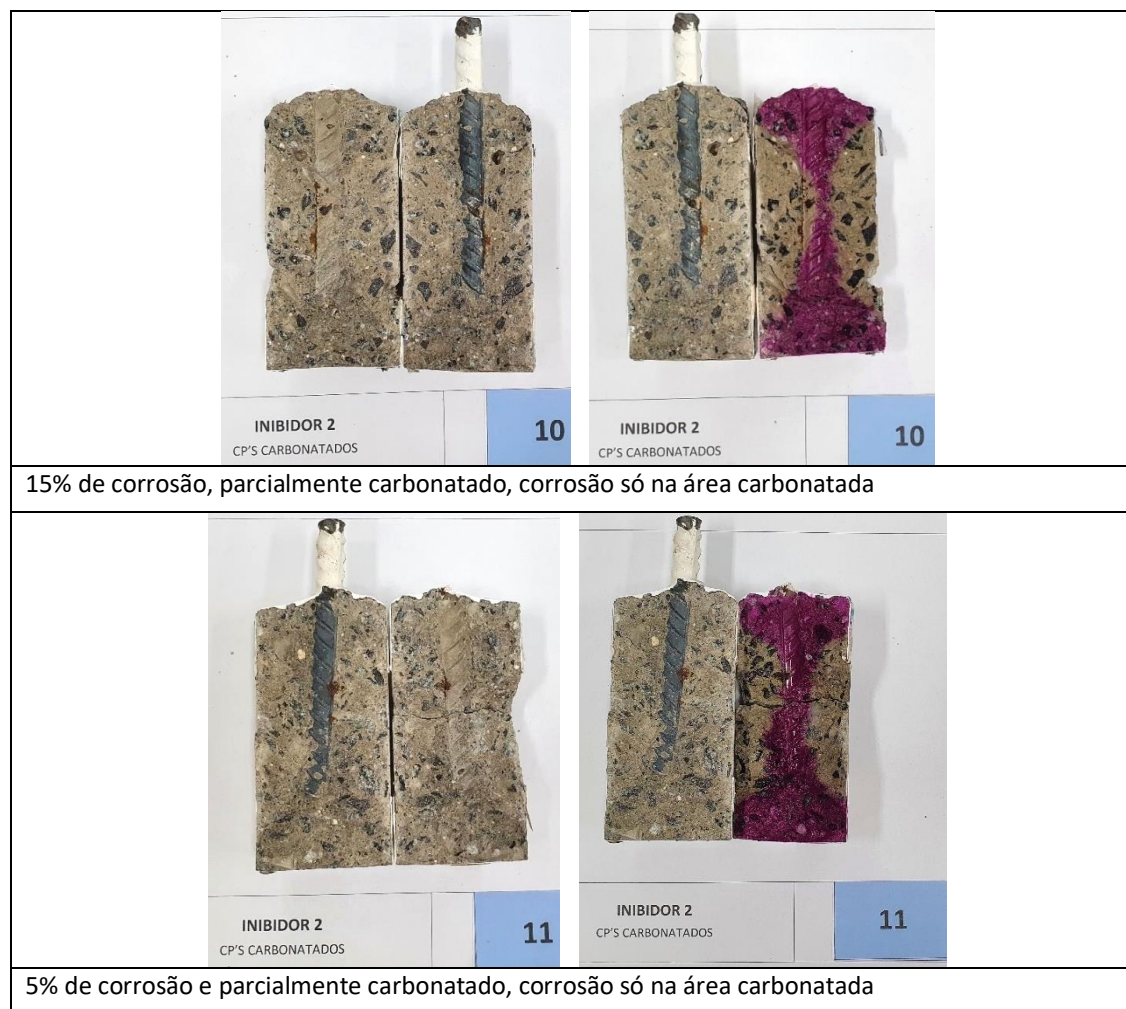 INIBIDOR 2
CP'S CARBONATADOS
10
INIBIDOR 2
CP'S CARBONATADOS
10
15% de corrosão, parcialmente carbonatado, corrosão só na área carbonatada
INIBIDOR 2
CP'S CARBONATADOS
11
INIBIDOR 2
CP'S CARBONATADOS
11
5% de corrosão e parcialmente carbonatado, corrosão só na área carbonatada